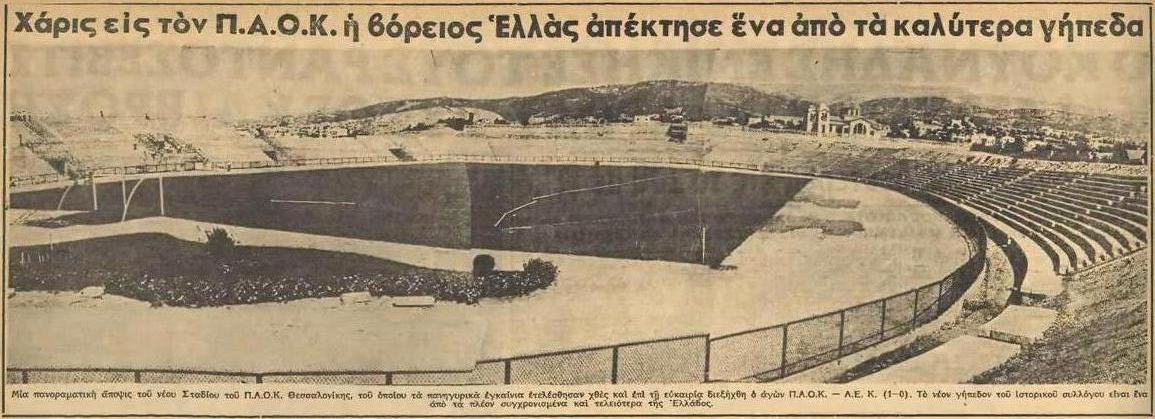 Χάρις εἰς τὸν Π.Α.Ο.Κ. ἡ βόρειος Ἑλλὰς ἀπέκτησε ἕνα ἀπὸ τὰ καλύτερα γήπεδα
Μία πανοραματικὴ ἄποψις τοῦ νέου Σταδίου τοῦ Π.Α.Ο.Κ. Θεσσαλονίκης, τοῦ ὁποίου τὰ πανηγυρικὰ ἐγκαίνια ἐτελέσθησαν χθὲς καὶ ἐπὶ τῇ εὐκαιρίᾳ διεξήχθη ὁ ἀγὼν Π.Α.Ο.Κ. — Α.Ε.Κ. (1—0). Τὸ νέον γήπεδον τοῦ ἱστορικοῦ συλλόγου εἶναι ἕνα
ἀπὸ τὰ πλέον συγχρονισμένα καὶ τελειότερα τῆς Ἑλλάδος.